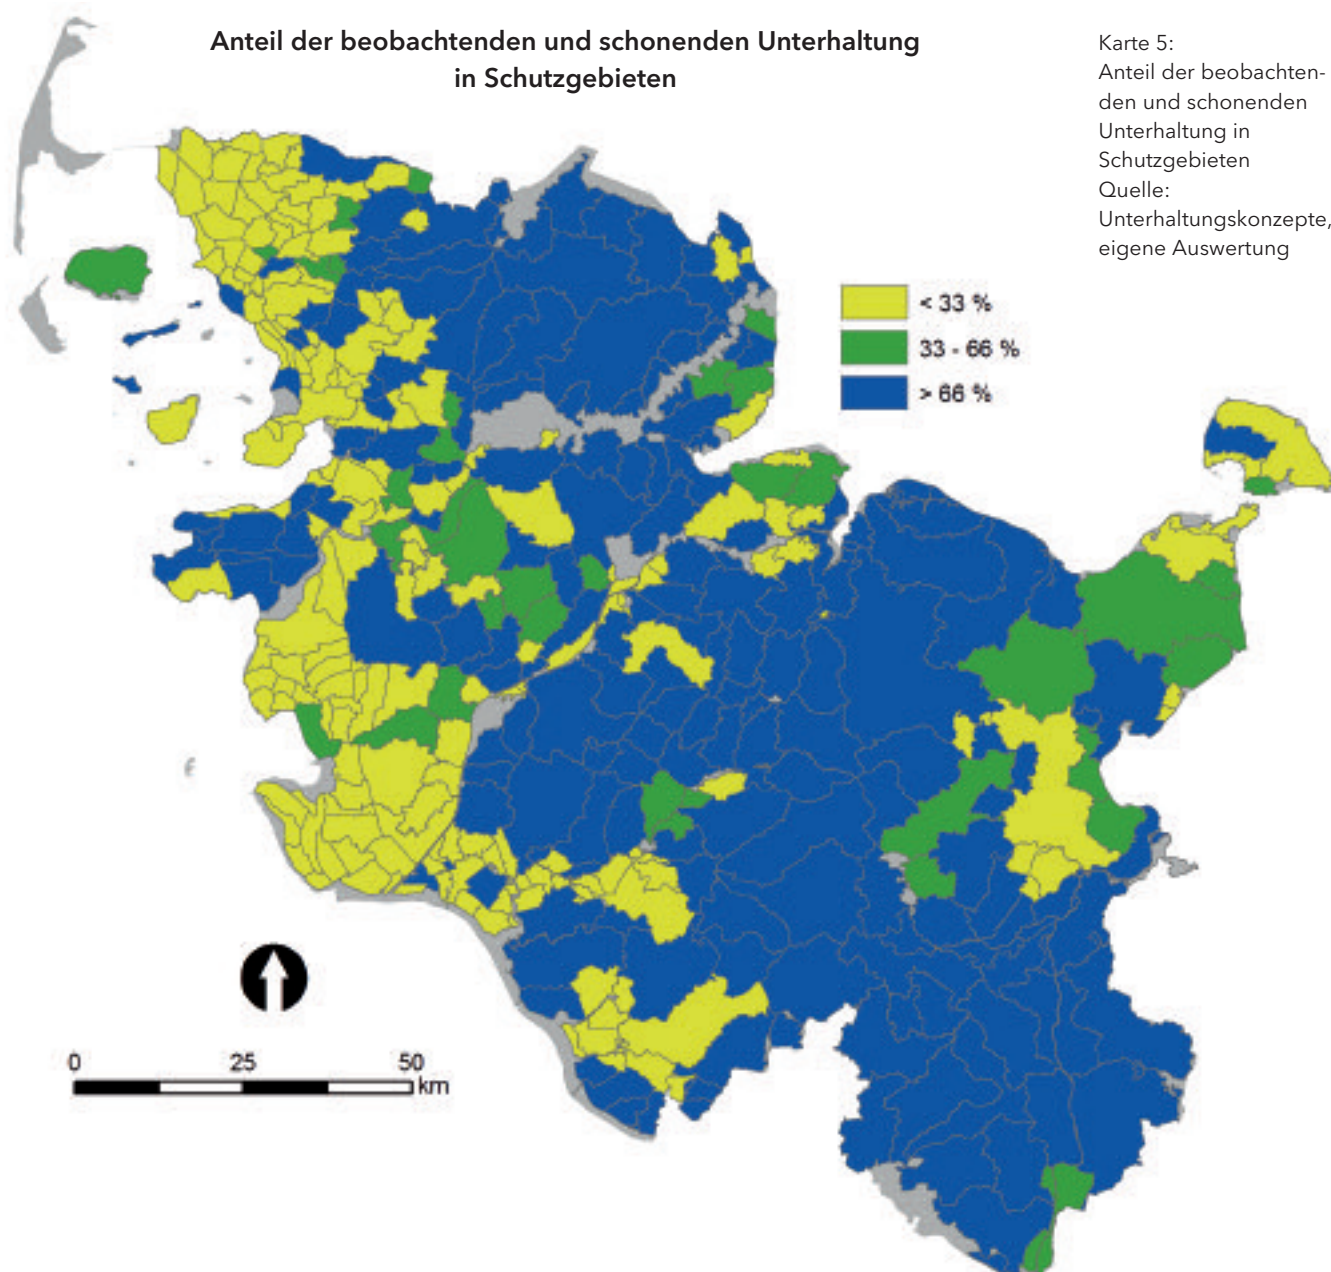 Anteil der beobachtenden und schonenden Unterhaltung
in Schutzgebieten
Karte 5:
Anteil der beobachten-
den und schonenden
Unterhaltung in
Schutzgebieten
Quelle:
Unterhaltungskonzepte,
eigene Auswertung
< 33 %
33 - 66 %
> 66 %
0 25 50
km